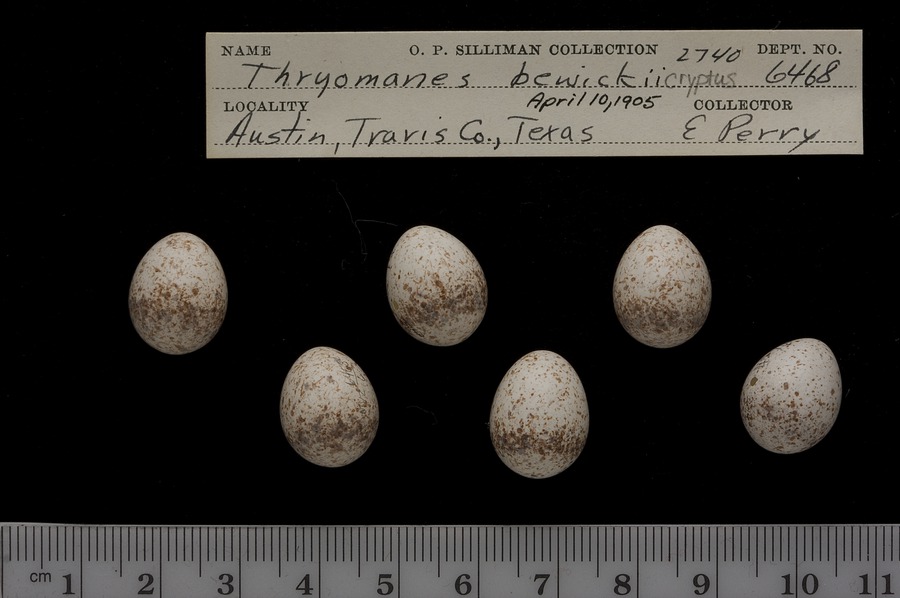 NAME O. P. SILLIMAN COLLECTION 2740 DEPT. NO.
Thryomanes bewickii cryptus 6468
LOCALITY April 10, 1905 COLLECTOR
Austin, Travis Co., Texas E Perry
cm 1 2 3 4 5 6 7 8 9 10 11